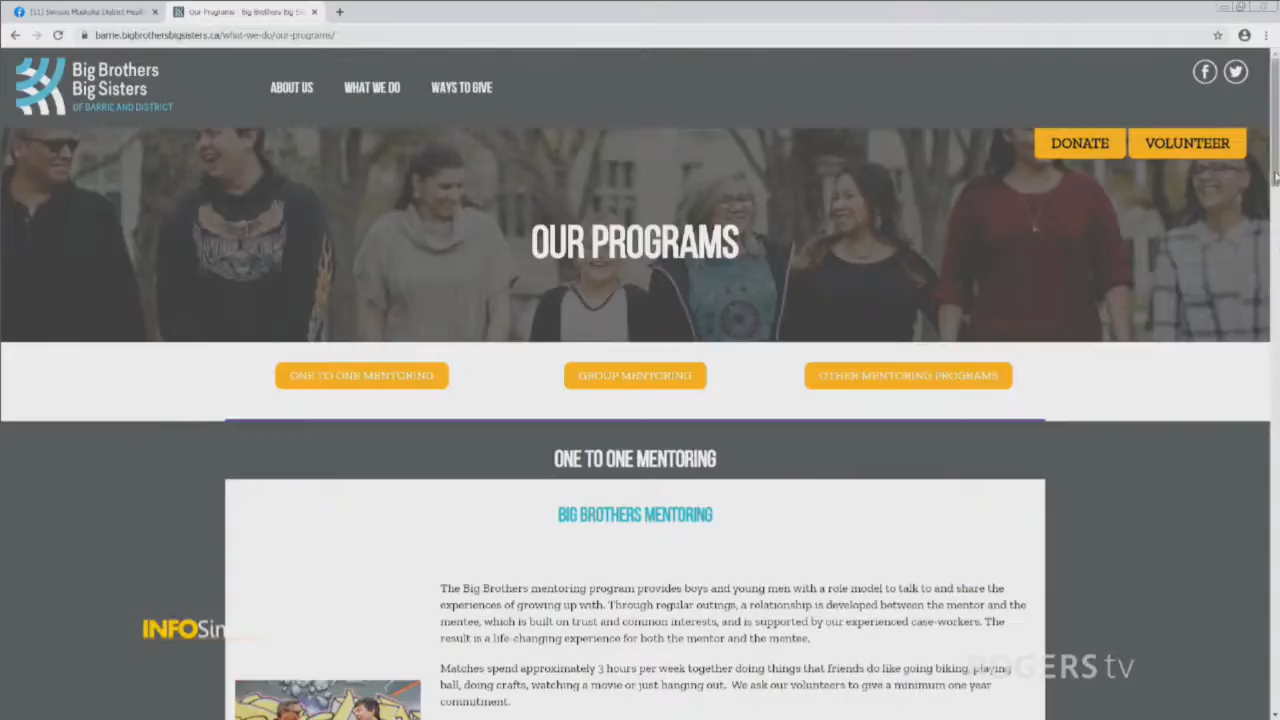 Our Programs - Big Brothers Big Sis
barrie.bigbrothersbigsisters.ca/what-we-do/our-programs/
Big Brothers
Big Sisters
OF BARRIE AND DISTRICT
ABOUT US WHAT WE DO WAYS TO GIVE
DONATE VOLUNTEER
OUR PROGRAMS
ONE TO ONE MENTORING GROUP MENTORING OTHER MENTORING PROGRAMS
ONE TO ONE MENTORING
BIG BROTHERS MENTORING
The Big Brothers mentoring program provides boys and young men with a role model to talk to and share the
experiences of growing up with. Through regular outings, a relationship is developed between the mentor and the
mentee, which is built on trust and common interests, and is supported by our experienced case-workers. The
result is a life-changing experience for both the mentor and the mentee.
INFOSim
Matches spend approximately 3 hours per week together doing things that friends do like going biking, playing
ball, doing crafts, watching a movie or just hanging out. We ask our volunteers to give a minimum one year
commitment.
ROGERS tv